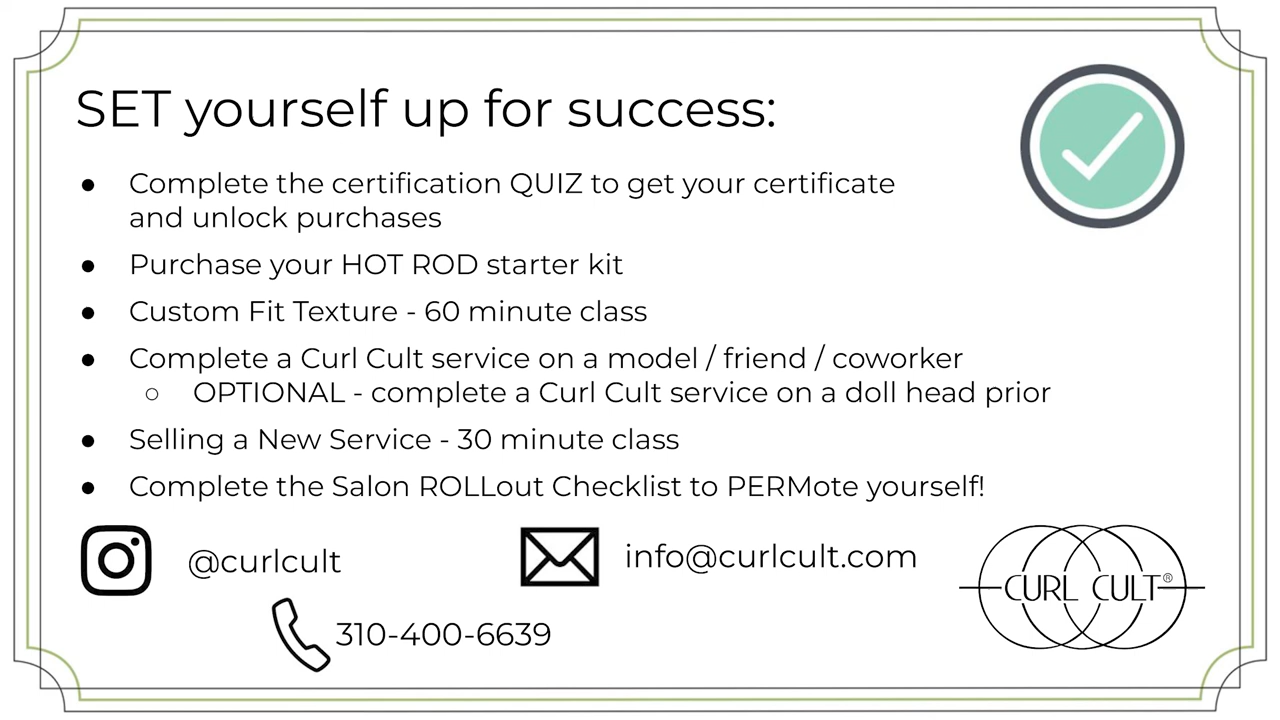 SET yourself up for success:
● Complete the certification QUIZ to get your certificate
and unlock purchases
● Purchase your HOT ROD starter kit
● Custom Fit Texture - 60 minute class
● Complete a Curl Cult service on a model / friend / coworker
○ OPTIONAL - complete a Curl Cult service on a doll head prior
● Selling a New Service - 30 minute class
● Complete the Salon ROLLout Checklist to PERMote yourself!
@curlcult
info@curlcult.com
CURL CULT®
310-400-6639